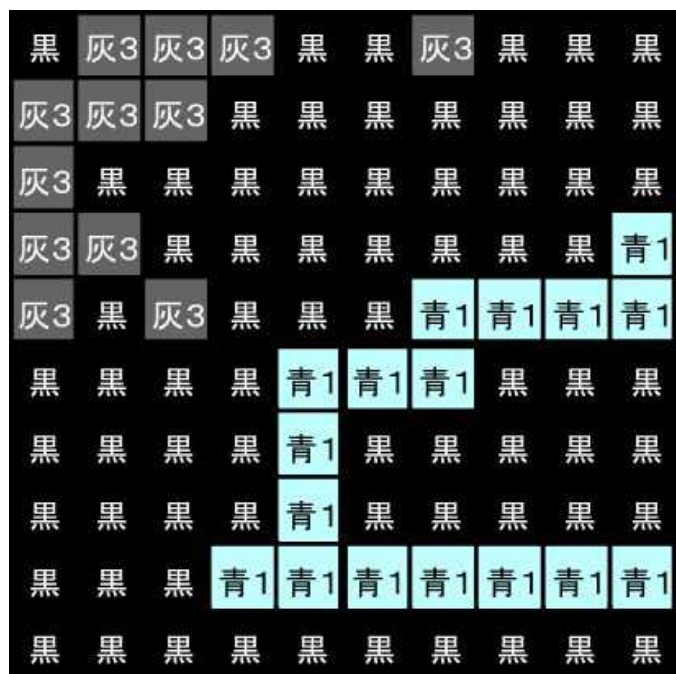 黒 灰3 灰3 灰3 黒 黒 灰3 黒 黒 黒
灰3 灰3 灰3 黒 黒 黒 黒 黒 黒 黒
灰3 黒 黒 黒 黒 黒 黒 黒 黒 黒
灰3 灰3 黒 黒 黒 黒 黒 黒 黒 青1
灰3 黒 灰3 黒 黒 黒 青1 青1 青1 青1
黒 黒 黒 黒 青1 青1 青1 黒 黒 黒
黒 黒 黒 黒 青1 黒 黒 黒 黒 黒
黒 黒 黒 黒 青1 黒 黒 黒 黒 黒
黒 黒 黒 青1 青1 青1 青1 青1 青1 青1
黒 黒 黒 黒 黒 黒 黒 黒 黒 黒